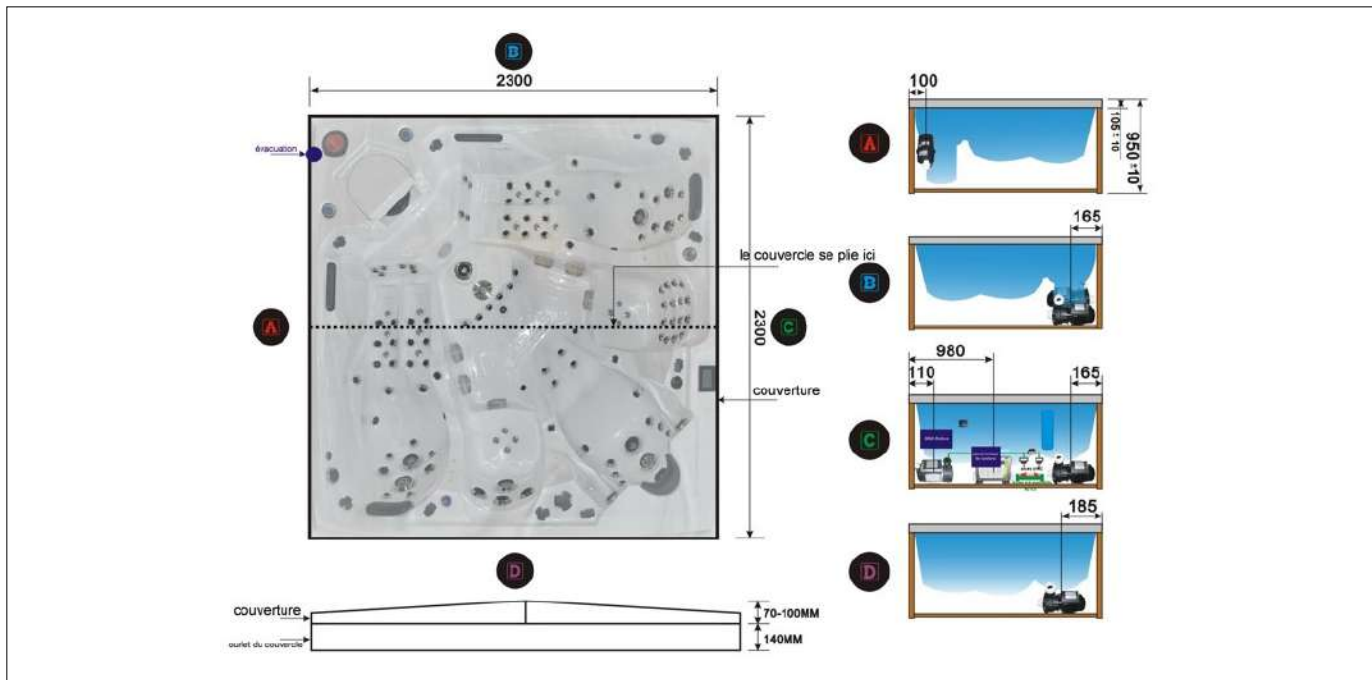 B
2300
évacuation
le couvercle se plie ici
A
2300
C
couverture
D
couverture
ourlet du couvercle
70-100MM
140MM
A
100
105±10
950±10
B
165
C
980
110
165
D
185